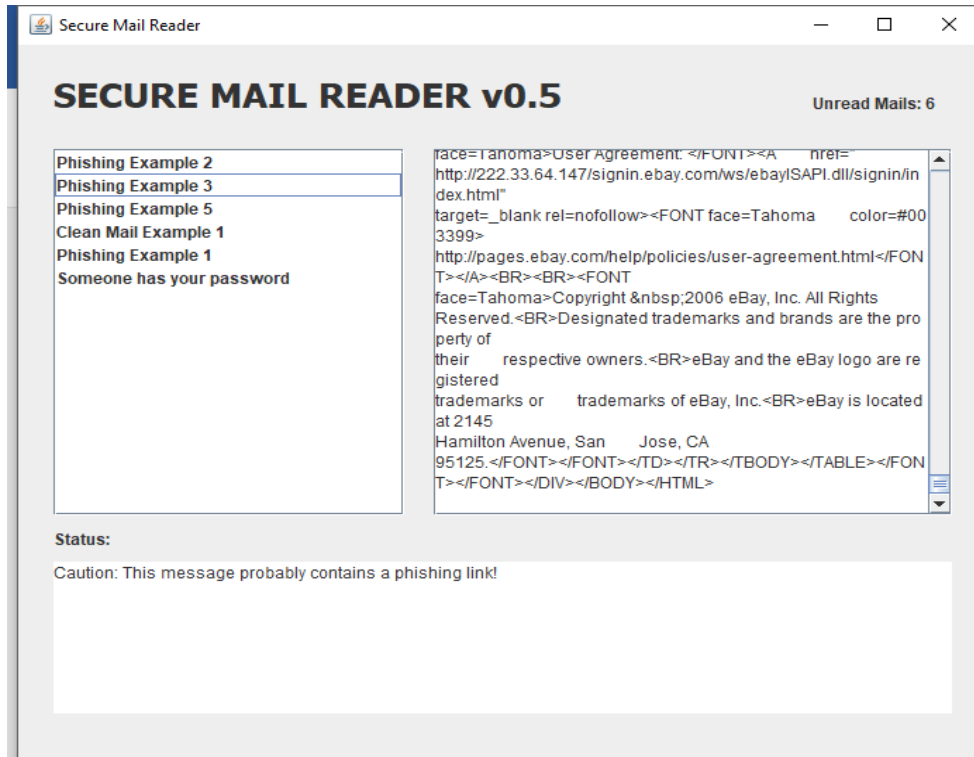 Secure Mail Reader
SECURE MAIL READER v0.5
Unread Mails: 6
Phishing Example 2
Phishing Example 3
Phishing Example 5
Clean Mail Example 1
Phishing Example 1
Someone has your password
face=Tahoma>User Agreement: </FONT><A href="
http://222.33.64.147/signin.ebay.com/ws/ebayISAPI.dll/signin/in
dex.html"
target=_blank rel=nofollow><FONT face=Tahoma color=#00
3399>
http://pages.ebay.com/help/policies/user-agreement.html</FON
T></A><BR><BR><FONT
face=Tahoma>Copyright &nbsp;2006 eBay, Inc. All Rights
Reserved.<BR>Designated trademarks and brands are the pro
perty of
their respective owners.<BR>eBay and the eBay logo are re
gistered
trademarks or trademarks of eBay, Inc.<BR>eBay is located
at 2145
Hamilton Avenue, San Jose, CA
95125.</FONT></FONT></TD></TR></TBODY></TABLE></FON
T></FONT></DIV></BODY></HTML>
Status:
Caution: This message probably contains a phishing link!